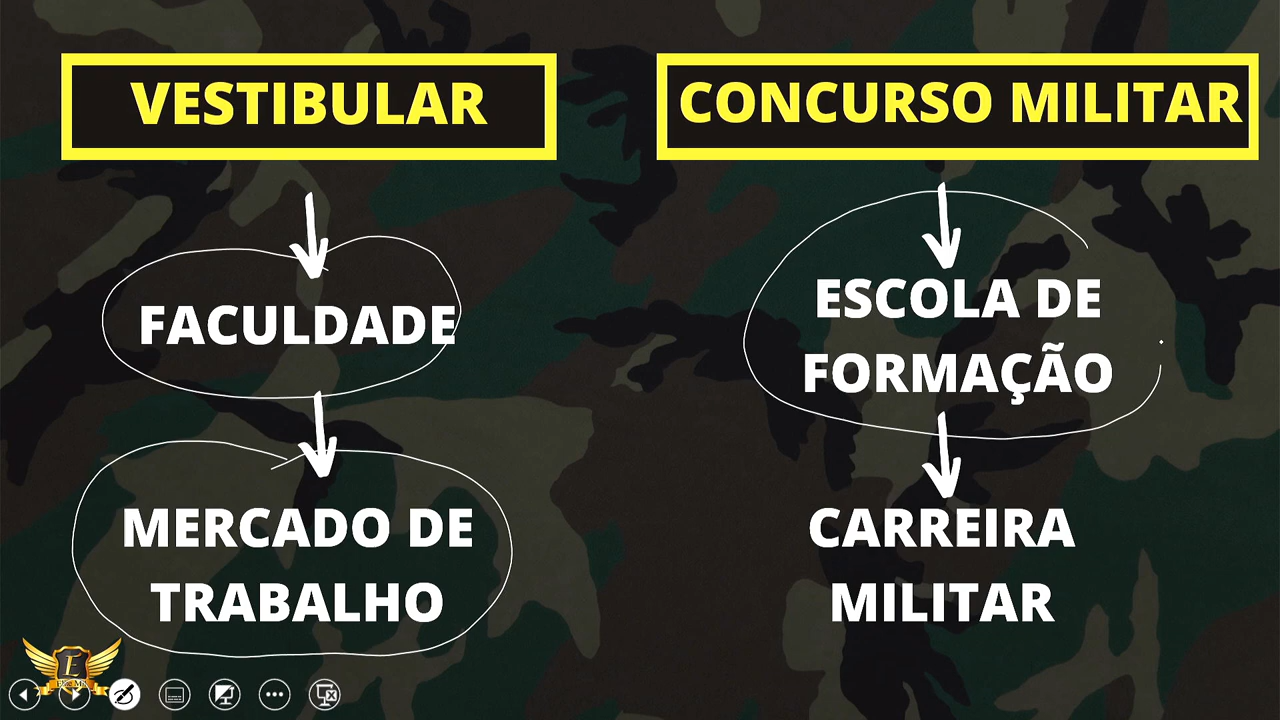 VESTIBULAR
FACULDADE
MERCADO DE
TRABALHO
CONCURSO MILITAR
ESCOLA DE
FORMAÇÃO
CARREIRA
MILITAR
E